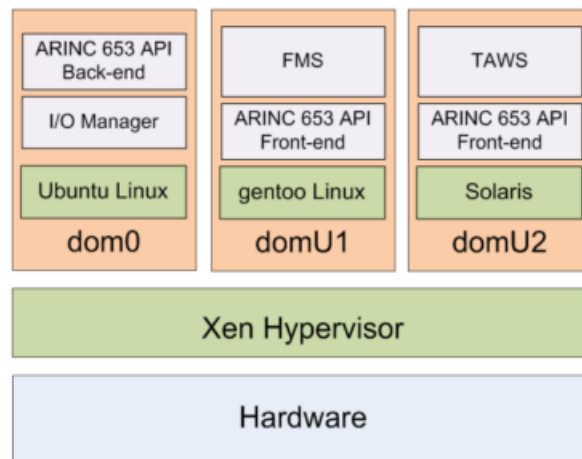 ARINC 653 API
Back-end
I/O Manager
Ubuntu Linux
dom0
FMS
ARINC 653 API
Front-end
gentoo Linux
domU1
TAWS
ARINC 653 API
Front-end
Solaris
domU2
Xen Hypervisor
Hardware